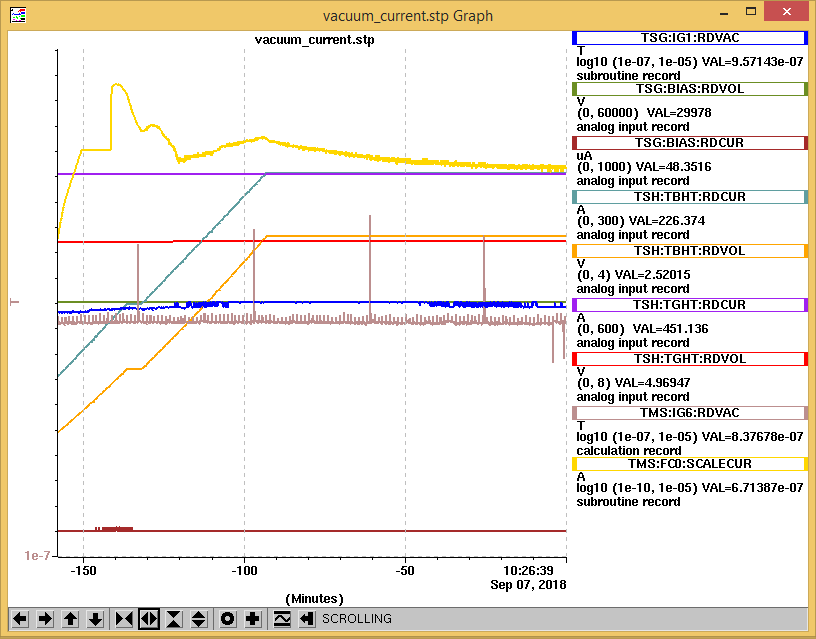 vacuum_current.stp Graph
vacuum_current.stp
T
1e-7
-150
-100
-50
10:26:39
Sep 07, 2018
(Minutes)
TSG:IG1:RDVAC
T
log10 (1e-07, 1e-05) VAL=9.57143e-07
subroutine record
TSG:BIAS:RDVOL
V
(0, 60000) VAL=29978
analog input record
TSG:BIAS:RDCUR
uA
(0, 1000) VAL=48.3516
analog input record
TSH:TBHT:RDCUR
A
(0, 300) VAL=226.374
analog input record
TSH:TBHT:RDVOL
V
(0, 4) VAL=2.52015
analog input record
TSH:TGHT:RDCUR
A
(0, 600) VAL=451.136
analog input record
TSH:TGHT:RDVOL
V
(0, 8) VAL=4.96947
analog input record
TMS:IG6:RDVAC
T
log10 (1e-07, 1e-05) VAL=8.37678e-07
calculation record
TMS:FC0:SCALECUR
A
log10 (1e-10, 1e-05) VAL=6.71387e-07
subroutine record
SCROLLING